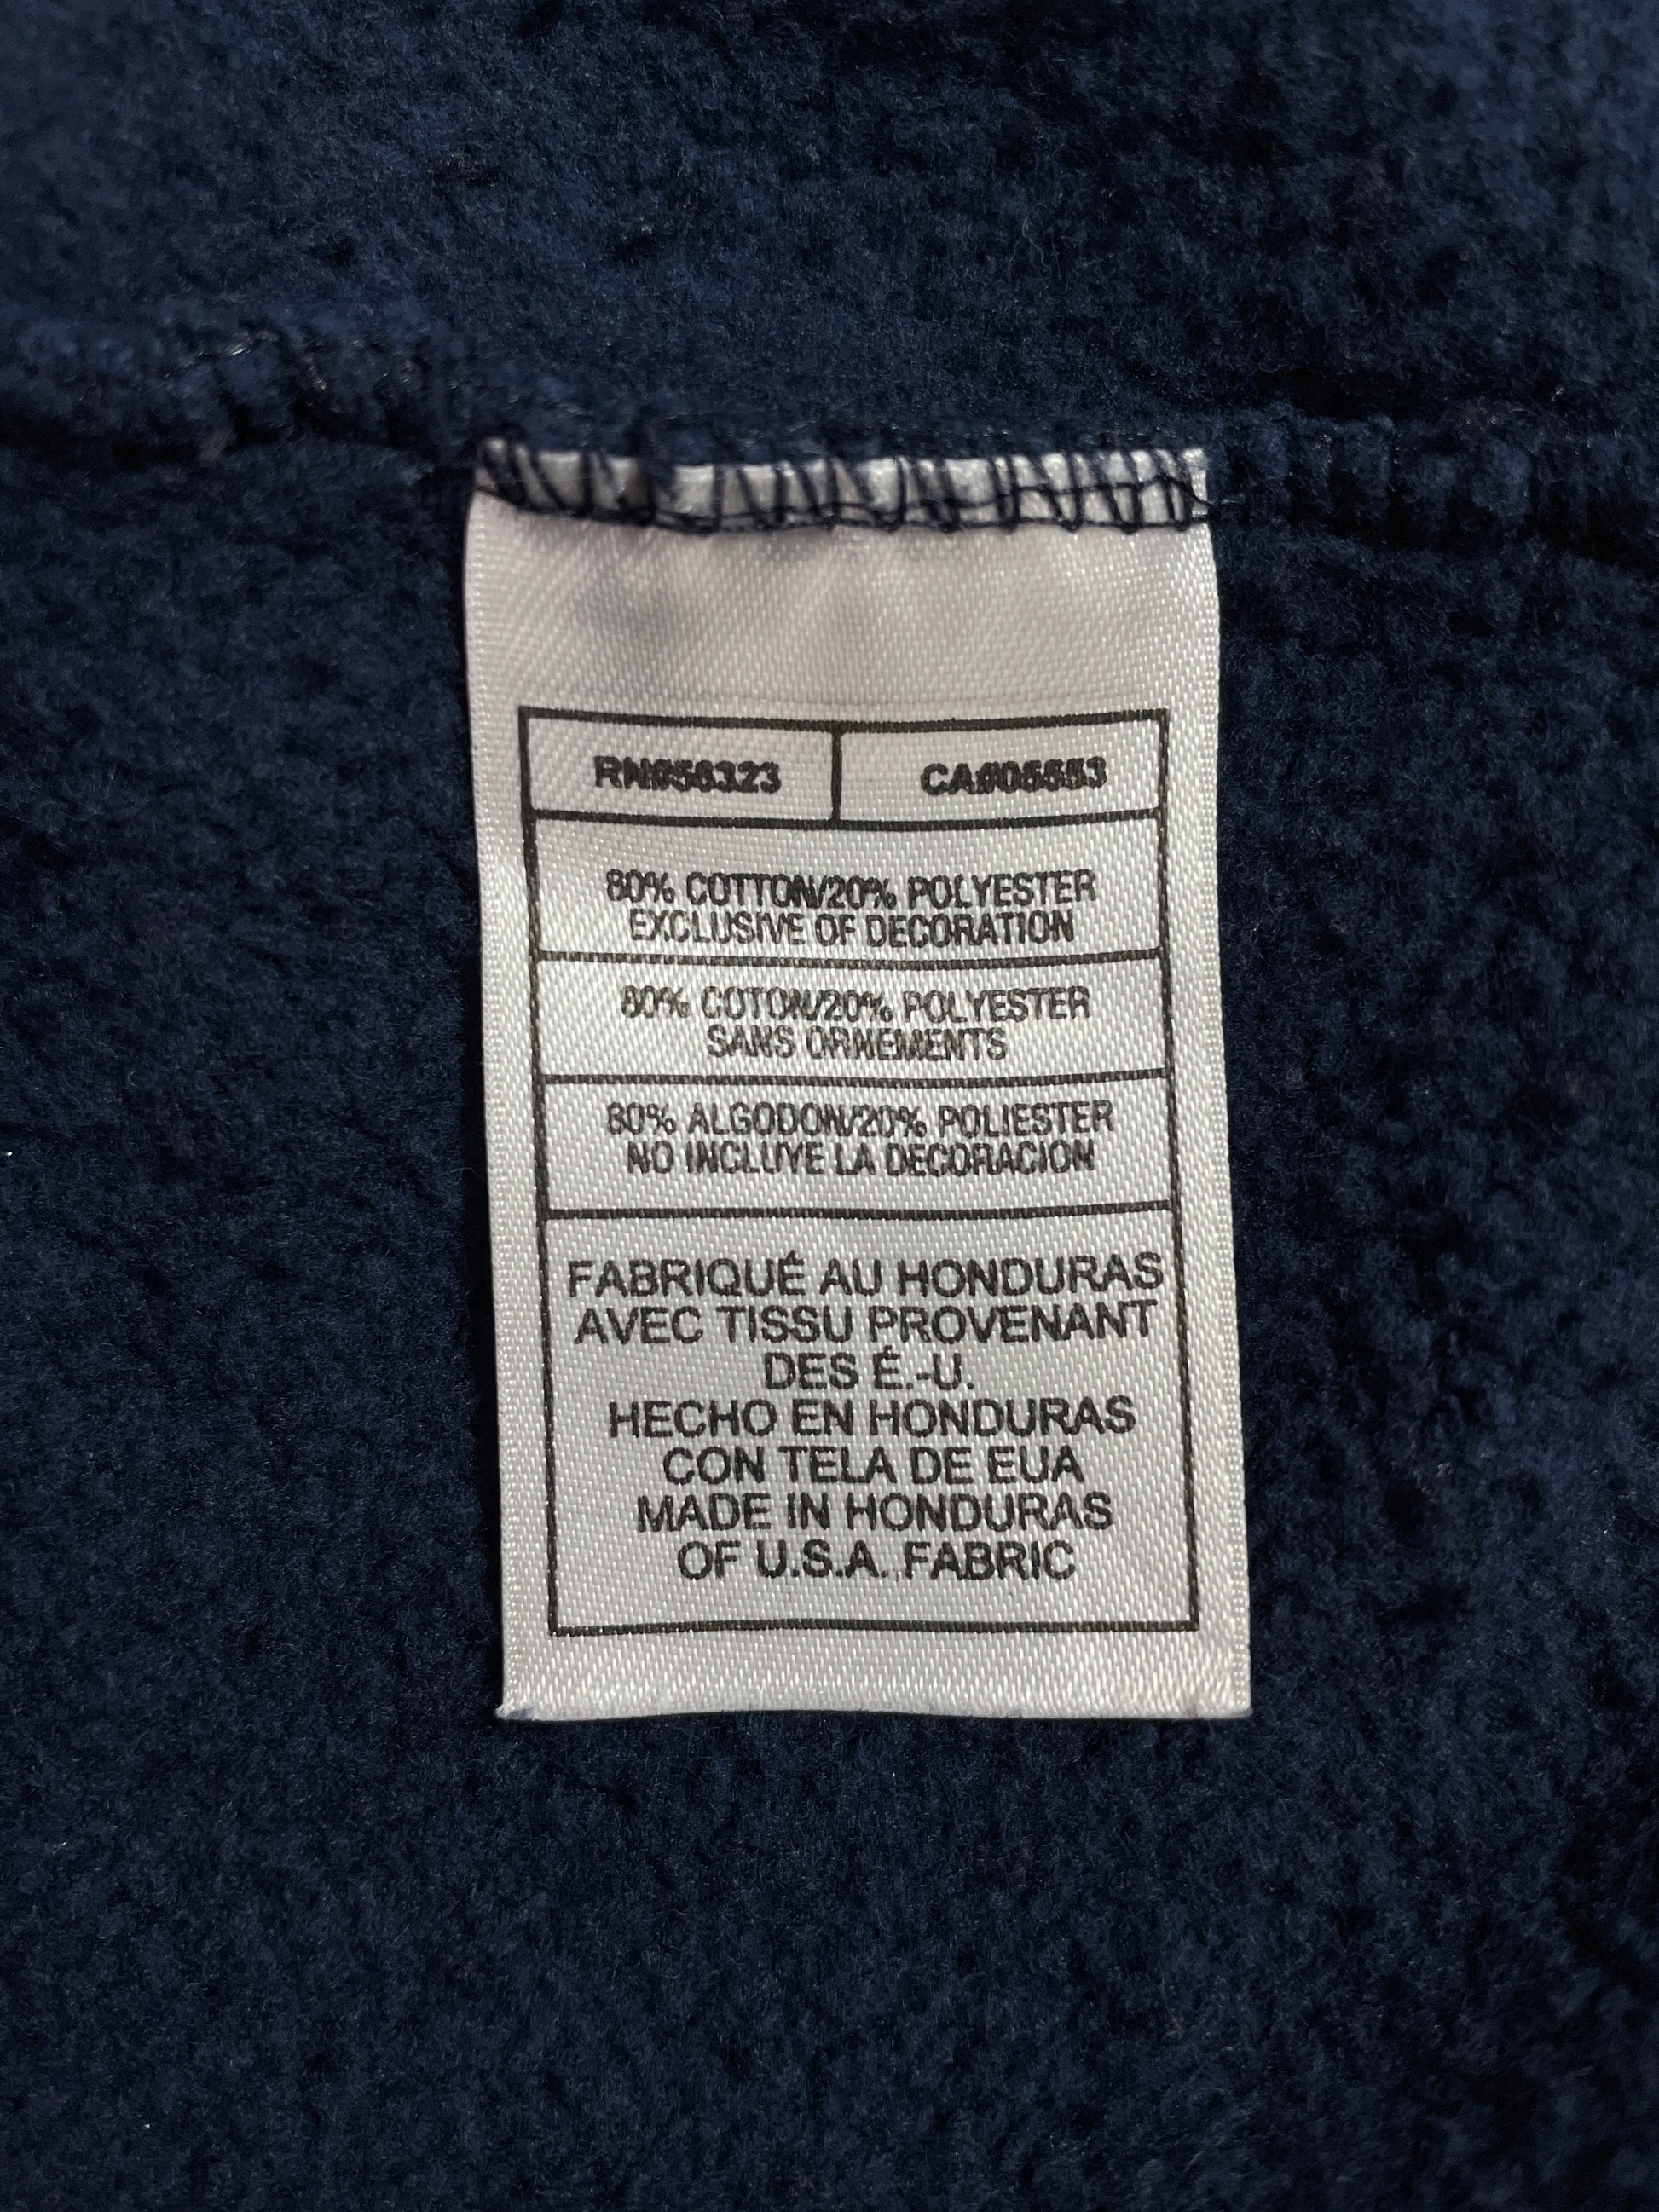 RN#56323 CA#05553
80% COTTON/20% POLYESTER
EXCLUSIVE OF DECORATION
80% COTON/20% POLYESTER
SANS ORNEMENTS
80% ALGODON/20% POLIESTER
NO INCLUYE LA DECORACION
FABRIQUÉ AU HONDURAS
AVEC TISSU PROVENANT
DES É.-U.
HECHO EN HONDURAS
CON TELA DE EUA
MADE IN HONDURAS
OF U.S.A. FABRIC